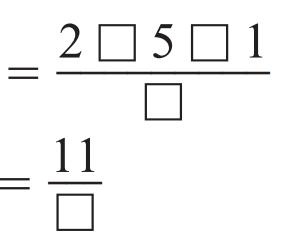 = 2 □ 5 □ 1 / □
= 11 / □